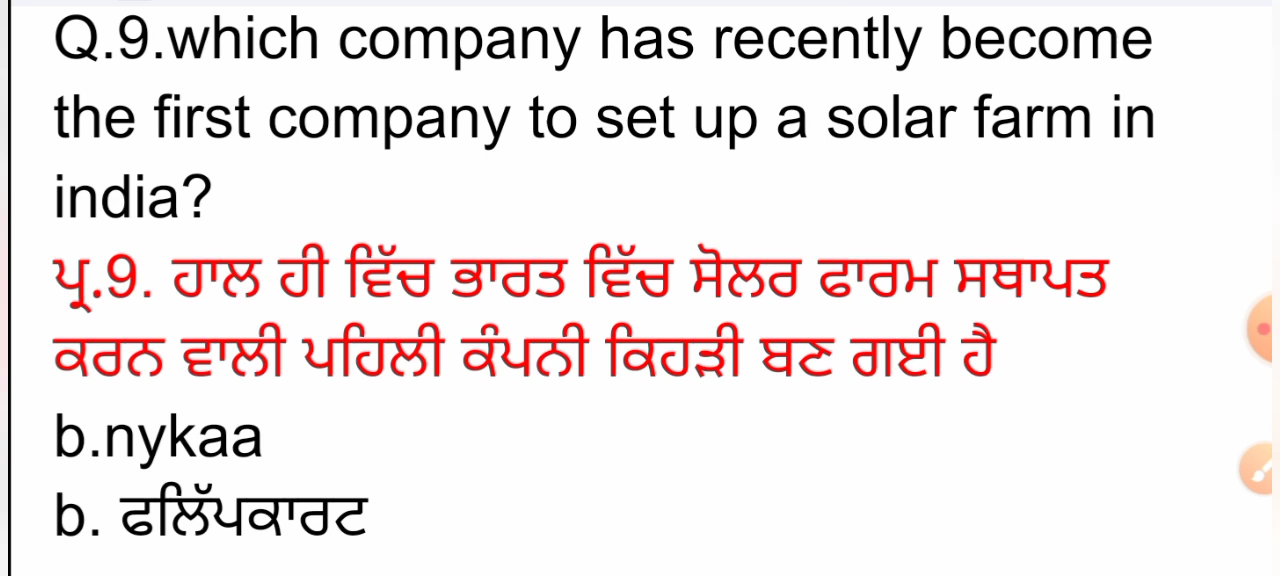 Q.9.which company has recently become
the first company to set up a solar farm in
india?
ਪ੍ਰ.9. ਹਾਲ ਹੀ ਵਿੱਚ ਭਾਰਤ ਵਿੱਚ ਸੋਲਰ ਫਾਰਮ ਸਥਾਪਤ
ਕਰਨ ਵਾਲੀ ਪਹਿਲੀ ਕੰਪਨੀ ਕਿਹੜੀ ਬਣ ਗਈ ਹੈ
b.nykaa
b. ਫਲਿੱਪਕਾਰਟ